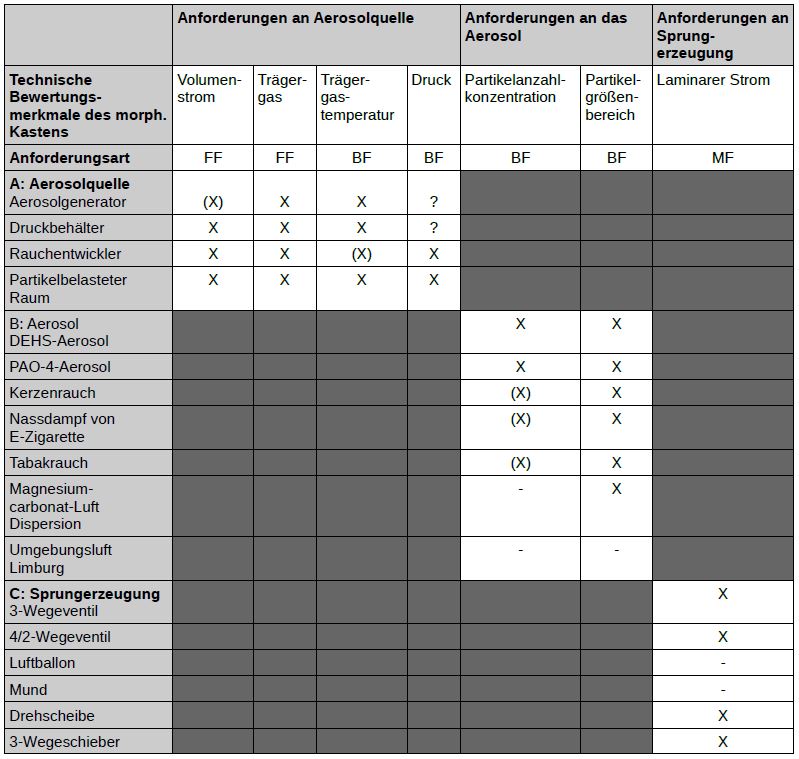 Anforderungen an Aerosolquelle
Anforderungen an das
Aerosol
Anforderungen an
Sprung-
erzeugung
Technische
Bewertungs-
merkmale des morph.
Kastens
Volumen-
strom
Träger-
gas
Träger-
gas-
temperatur
Druck
Partikelanzahl-
konzentration
Partikel-
größen-
bereich
Laminarer Strom
Anforderungsart FF FF BF BF BF BF MF
A: Aerosolquelle
Aerosolgenerator (X) X X ?
Druckbehälter X X X ?
Rauchentwickler X X (X) X
Partikelbelasteter
Raum
X X X X
B: Aerosol
DEHS-Aerosol
X X
PAO-4-Aerosol X X
Kerzenrauch (X) X
Nassdampf von
E-Zigarette
(X) X
Tabakrauch (X) X
Magnesium-
carbonat-Luft
Dispersion
- X
Umgebungsluft
Limburg
- -
C: Sprungerzeugung
3-Wegeventil
X
4/2-Wegeventil X
Luftballon -
Mund -
Drehscheibe X
3-Wegeschieber X